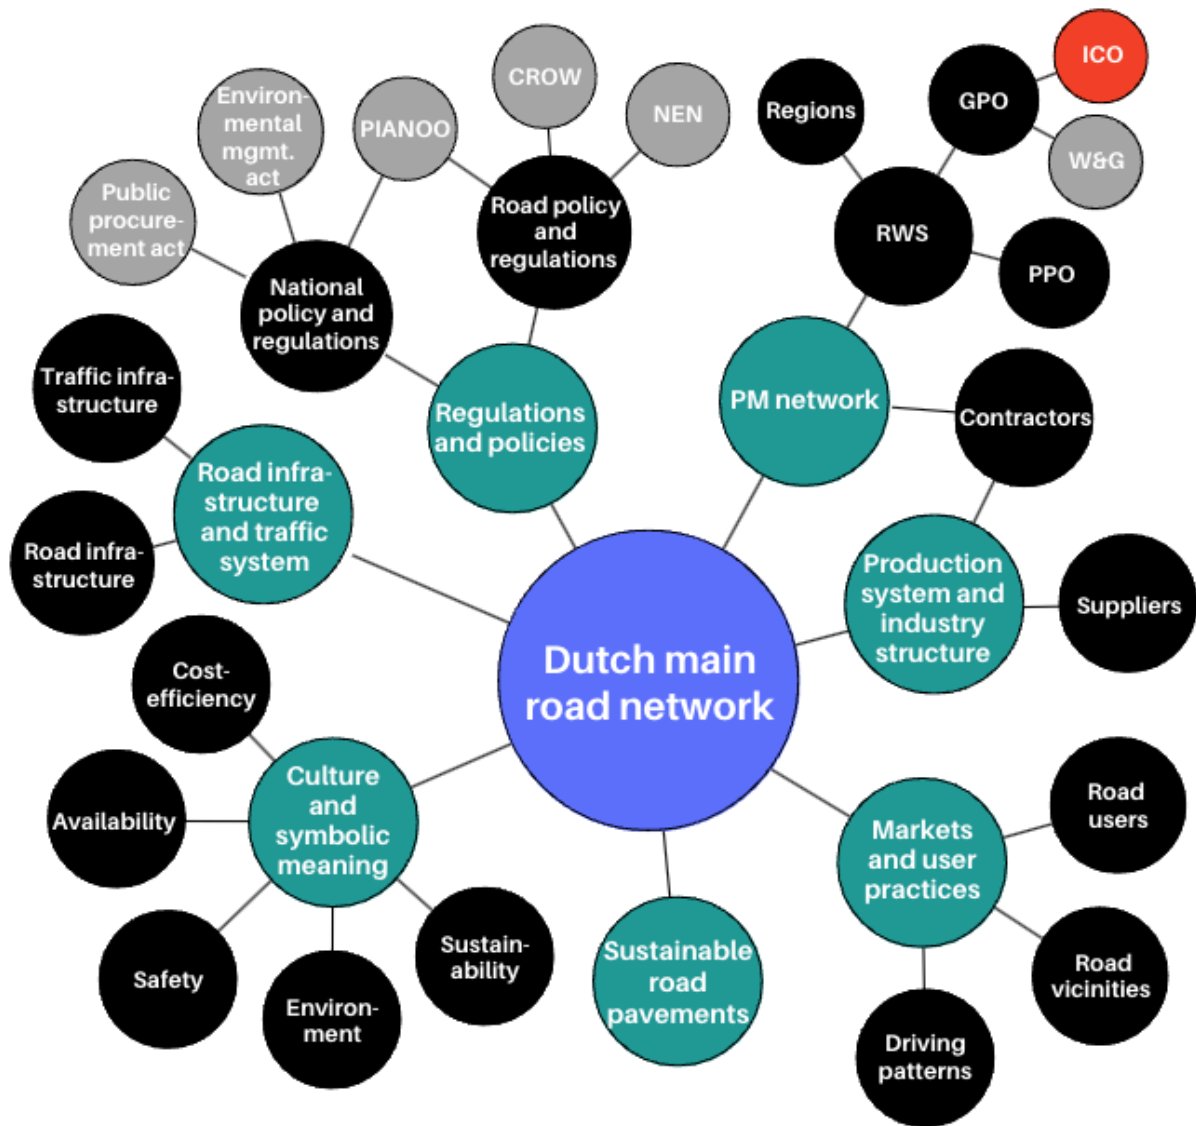 ICO
CROW
GPO
Environ-
mental
mgmt.
act
PIANOO
NEN
Regions
W&G
Public
procure-
ment act
Road policy
and
regulations
RWS
PPO
National
policy and
regulations
Traffic infra-
structure
Regulations
and policies
PM network
Contractors
Road infra-
structure
and traffic
system
Road infra-
structure
Production
system and
industry
structure
Suppliers
Dutch main
road network
Cost-
efficiency
Culture
and
symbolic
meaning
Availability
Markets
and user
practices
Road
users
Safety
Environ-
ment
Sustain-
ability
Sustainable
road
pavements
Road
vicinities
Driving
patterns